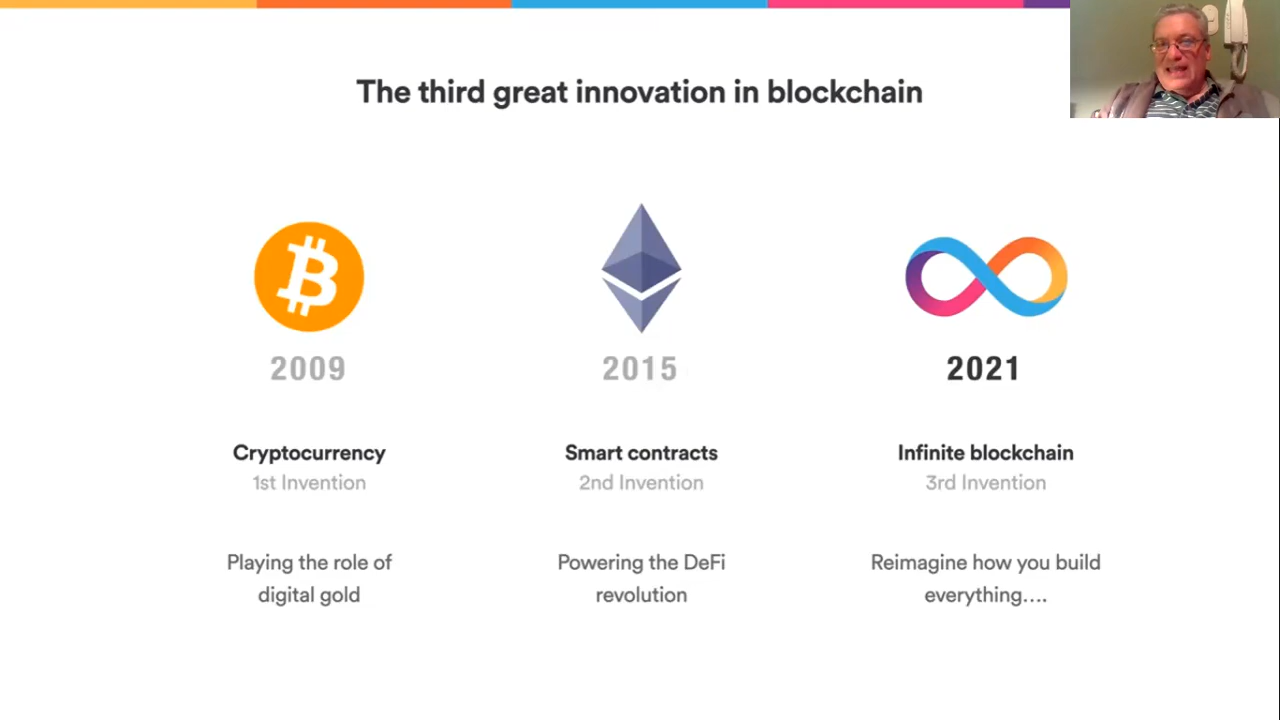 The third great innovation in blockchain
2009
2015
2021
Cryptocurrency
Smart contracts
Infinite blockchain
1st Invention
2nd Invention
3rd Invention
Playing the role of
digital gold
Powering the DeFi
revolution
Reimagine how you build
everything....